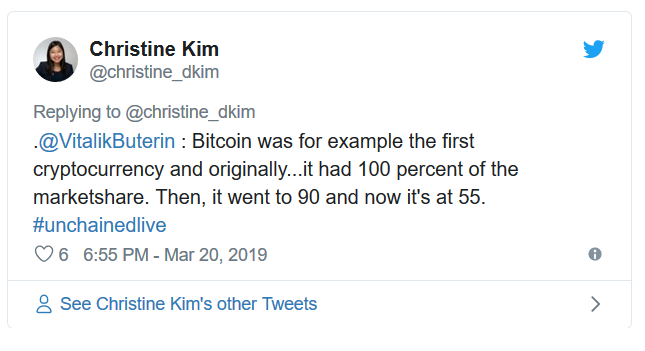 Christine Kim
@christine_dkim
Replying to @christine_dkim
.@VitalikButerin : Bitcoin was for example the first
cryptocurrency and originally...it had 100 percent of the
marketshare. Then, it went to 90 and now it's at 55.
#unchainedlive
6 6:55 PM - Mar 20, 2019
See Christine Kim's other Tweets